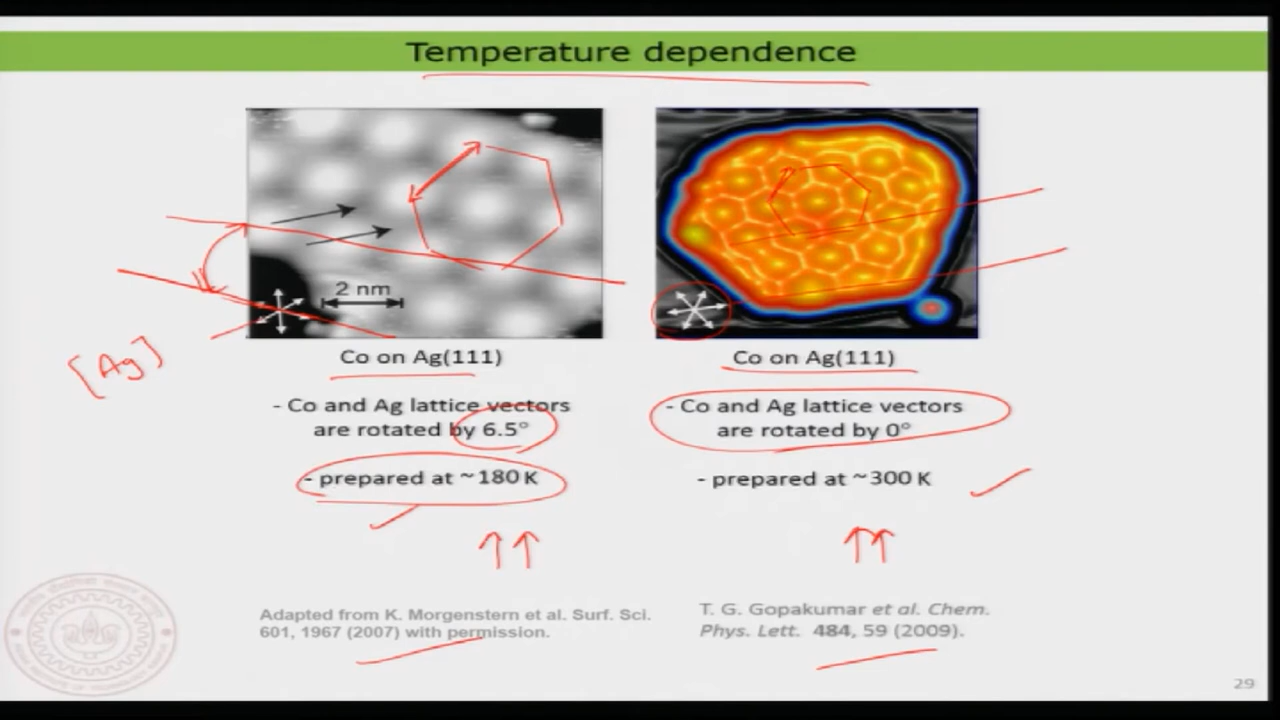 Temperature dependence
2 nm
Co on Ag(111)
- Co and Ag lattice vectors
are rotated by 6.5°
- prepared at ~180 K
Adapted from K. Morgenstern et al. Surf. Sci.
601, 1967 (2007) with permission.
Co on Ag(111)
- Co and Ag lattice vectors
are rotated by 0°
- prepared at ~300 K
T. G. Gopakumar et al. Chem.
Phys. Lett. 484, 59 (2009).
[Ag]
29